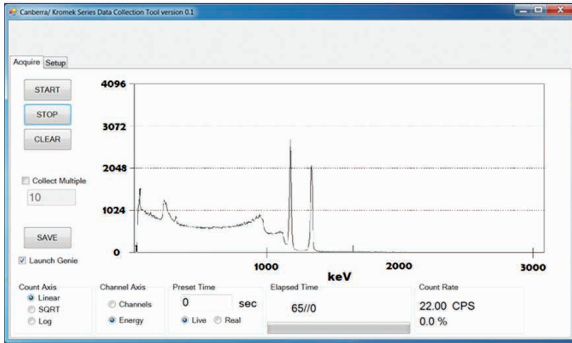 Canberra/ Kromek Series Data Collection Tool version 0.1
Acquire Setup
START
STOP
CLEAR
Collect Multiple
10
SAVE
Launch Genie
4096
3072
2048
1024
0
1000 2000 3000
keV
Count Axis
Linear
SQRT
Log
Channel Axis
Channels
Energy
Preset Time
0 sec
Live Real
Elapsed Time
65//0
Count Rate
22.00 CPS
0.0 %